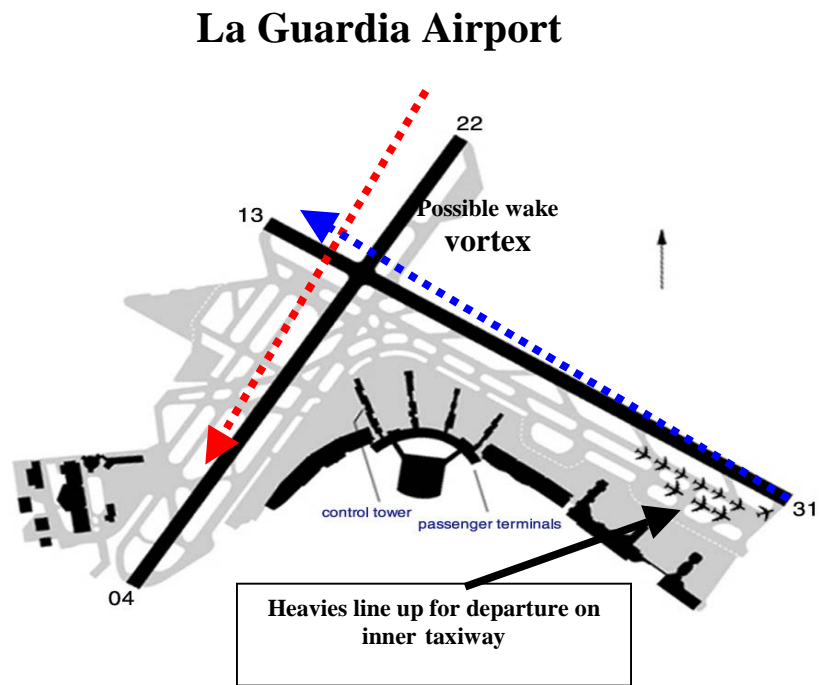 La Guardia Airport
22
13
Possible wake
vortex
control tower
passenger terminals
31
04
Heavies line up for departure on
inner taxiway